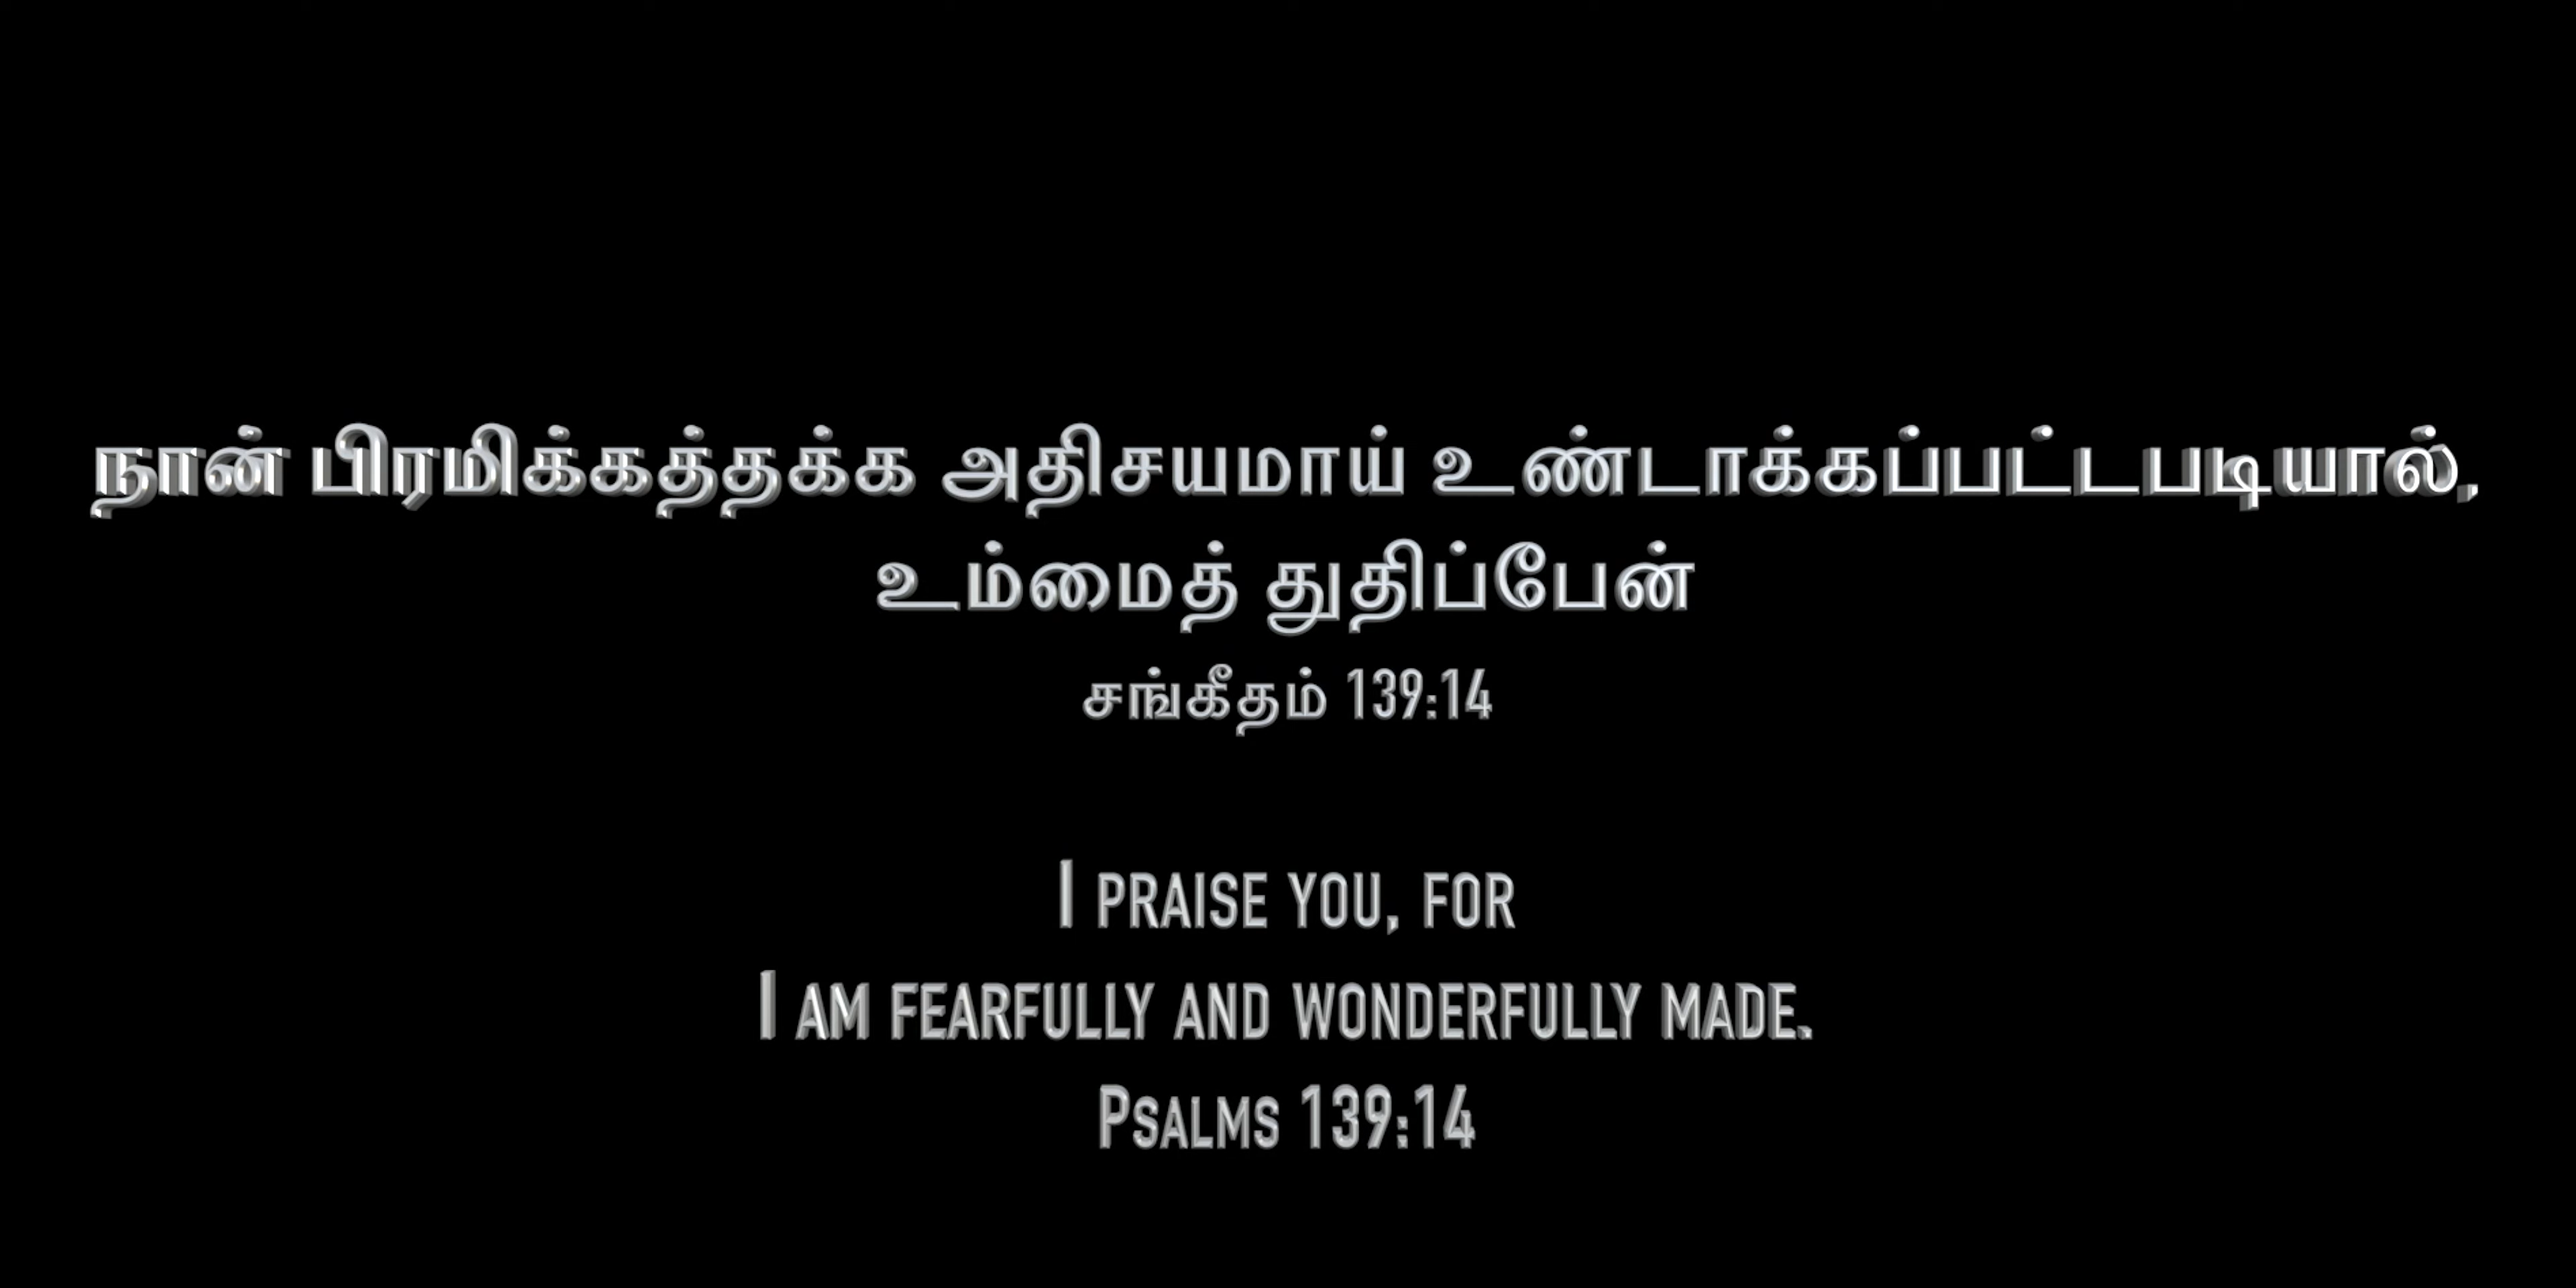 நான் பிரமிக்கத்தக்க அதிசயமாய் உண்டாக்கப்பட்டபடியால்,
உம்மைத் துதிப்பேன்
சங்கீதம் 139:14
I PRAISE YOU, FOR
I AM FEARFULLY AND WONDERFULLY MADE.
PSALMS 139:14